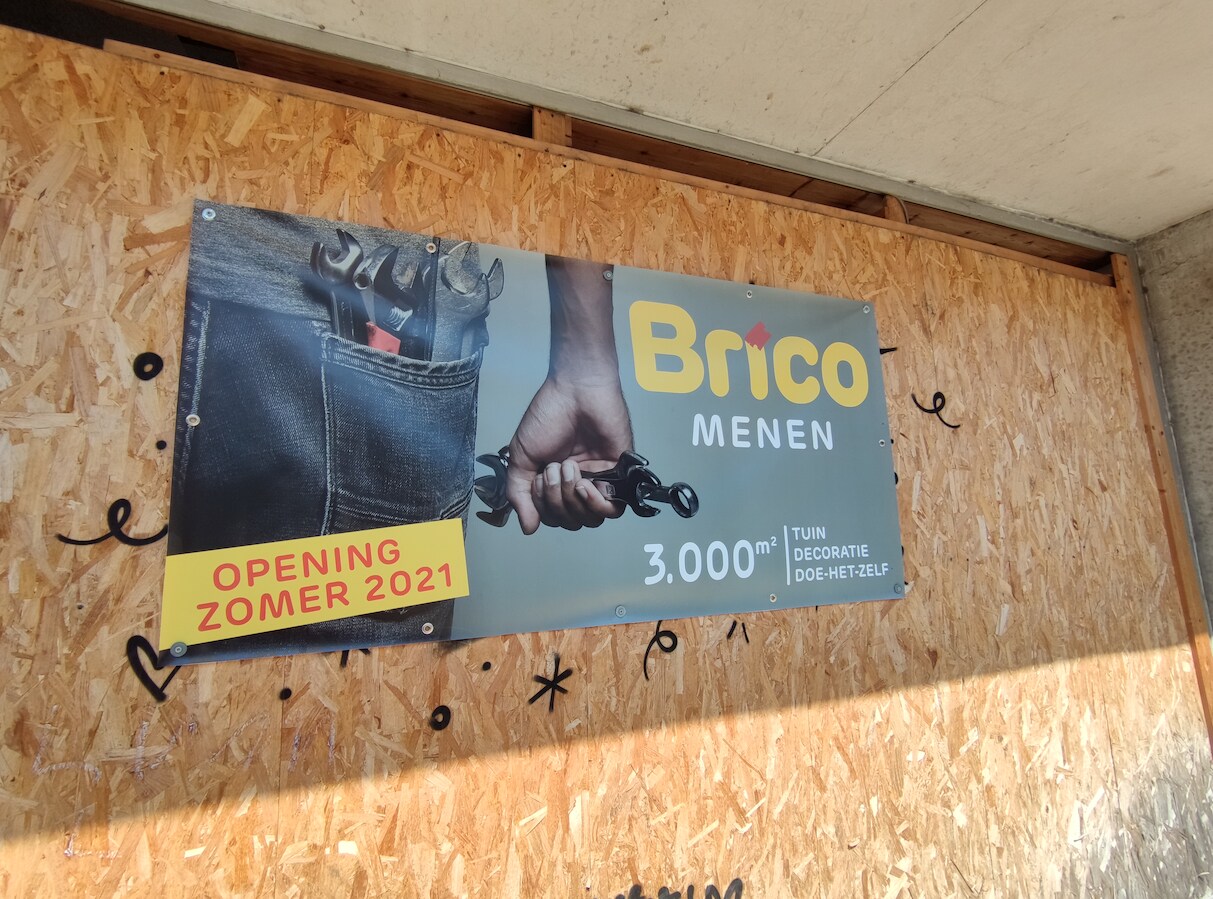 Brico
MENEN
OPENING
ZOMER 2021
3.000m²
TUIN
DECORATIE
DOE-HET-ZELF